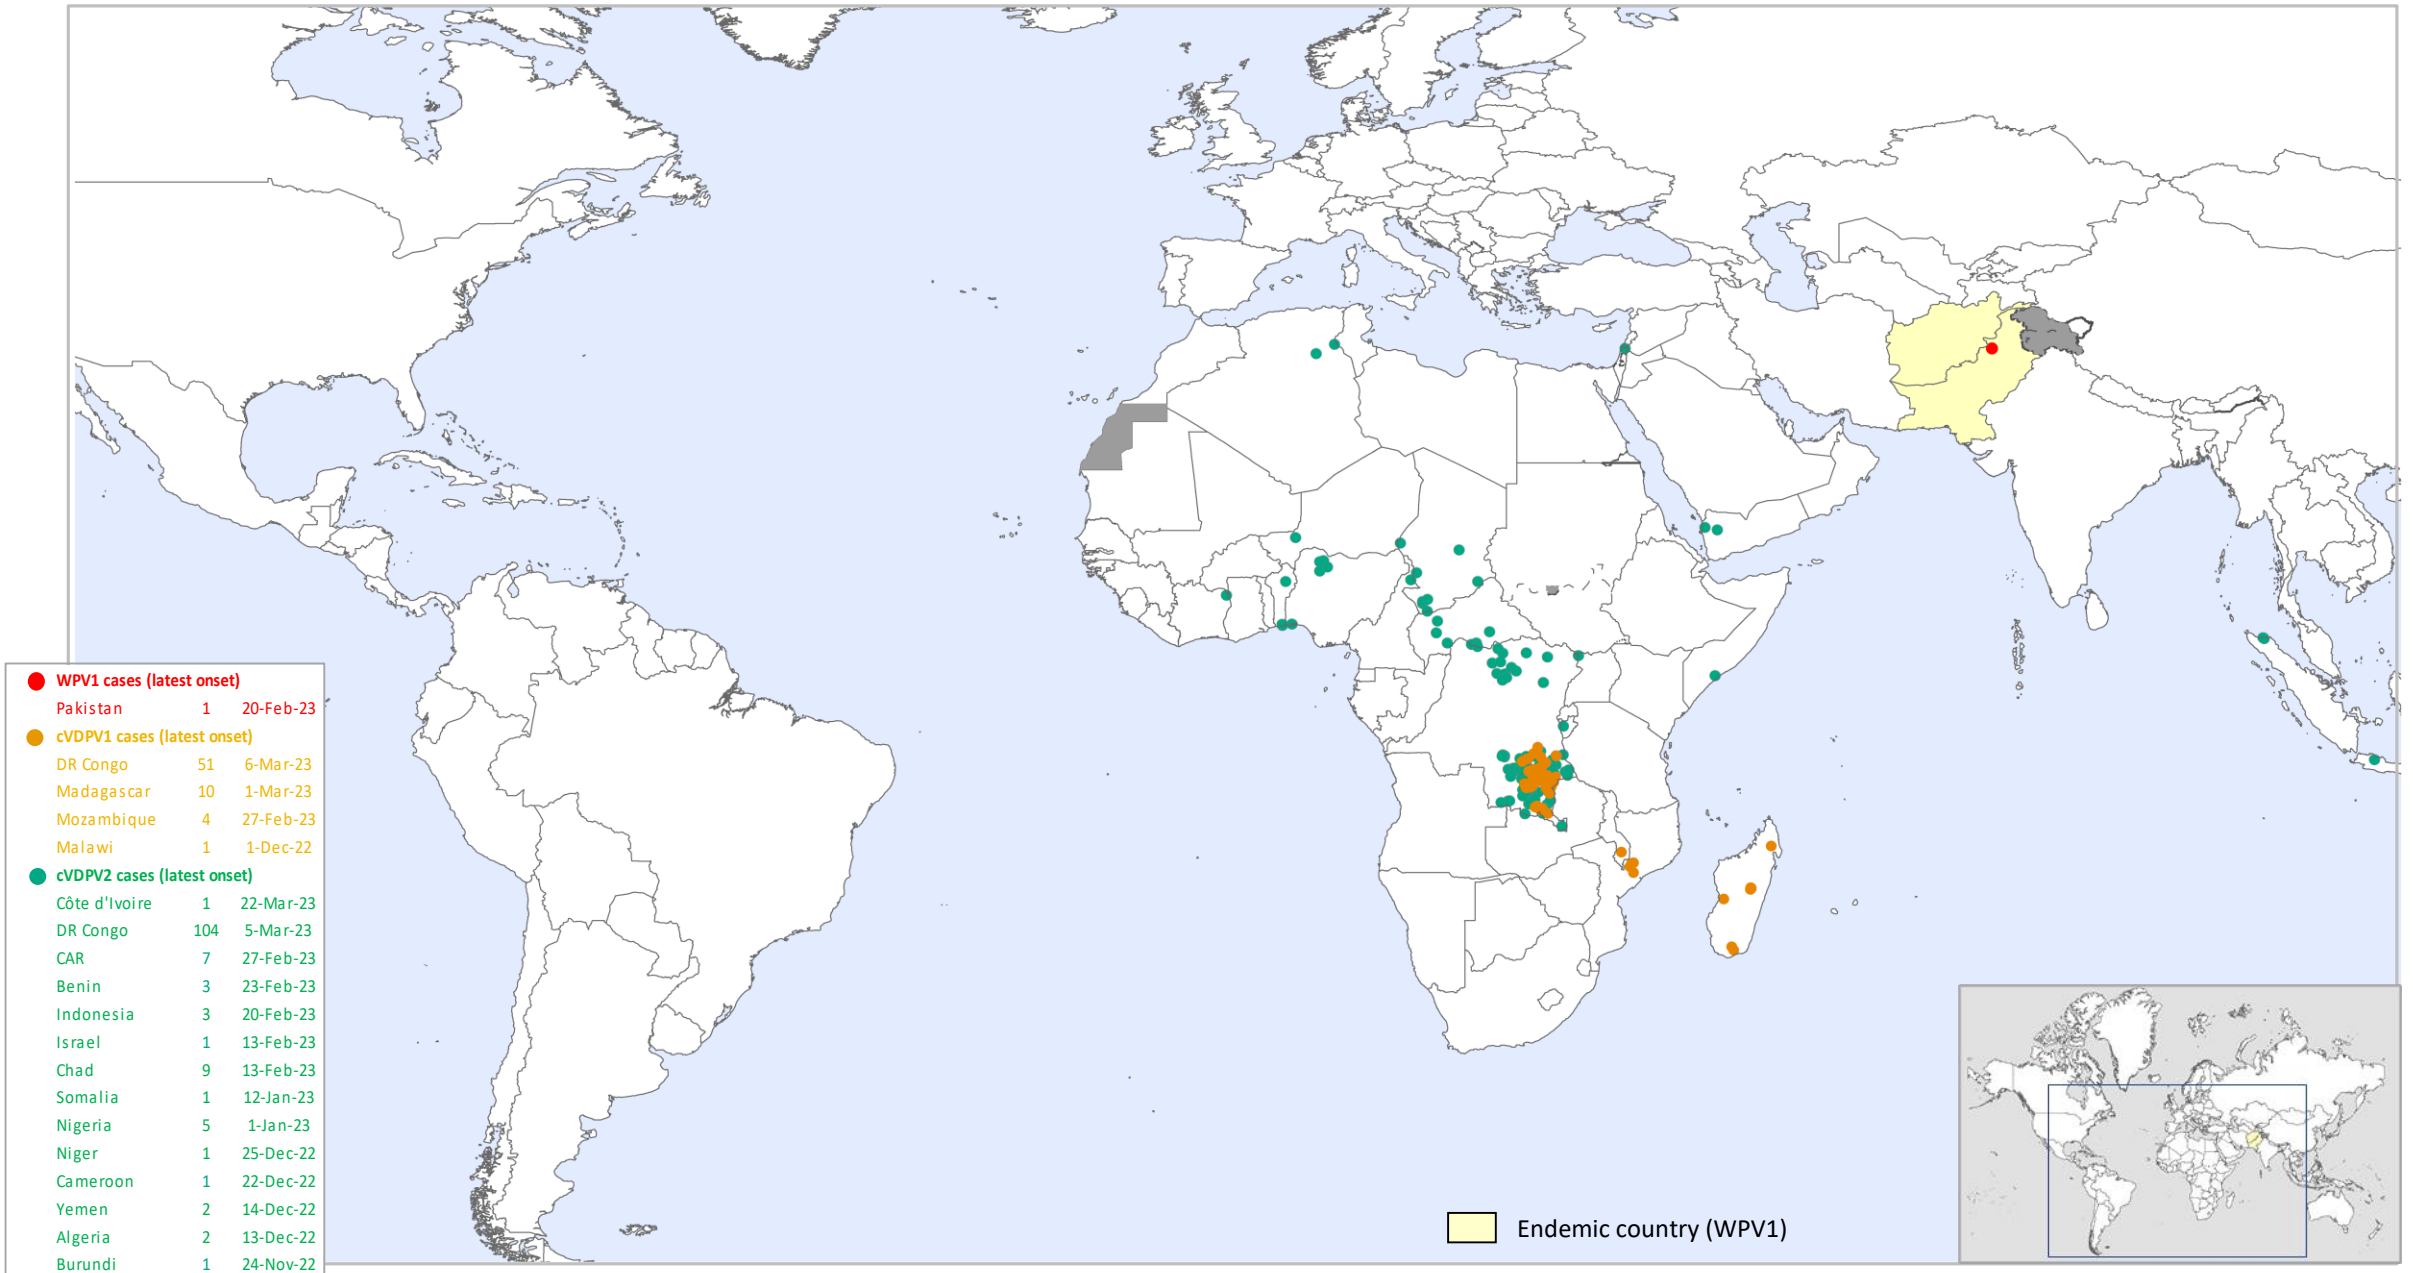 WPV1 cases (latest onset)
Pakistan 1 20-Feb-23
cVDPV1 cases (latest onset)
DR Congo 51 6-Mar-23
Madagascar 10 1-Mar-23
Mozambique 4 27-Feb-23
Malawi 1 1-Dec-22
cVDPV2 cases (latest onset)
Côte d'Ivoire 1 22-Mar-23
DR Congo 104 5-Mar-23
CAR 7 27-Feb-23
Benin 3 23-Feb-23
Indonesia 3 20-Feb-23
Israel 1 13-Feb-23
Chad 9 13-Feb-23
Somalia 1 12-Jan-23
Nigeria 5 1-Jan-23
Niger 1 25-Dec-22
Cameroon 1 22-Dec-22
Yemen 2 14-Dec-22
Algeria 2 13-Dec-22
Burundi 1 24-Nov-22
Endemic country (WPV1)